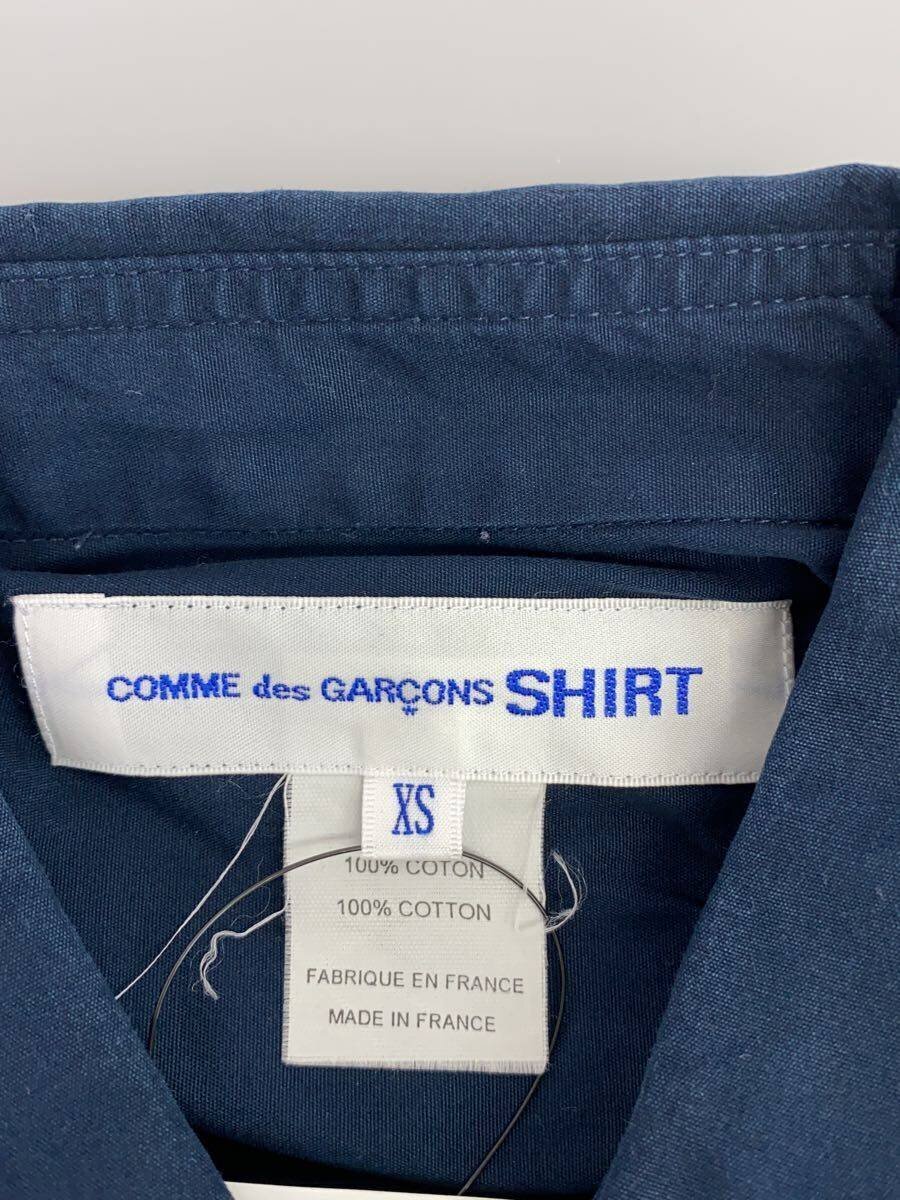 COMME des GARÇONS SHIRT
XS
100% COTON
100% COTTON
FABRIQUE EN FRANCE
MADE IN FRANCE